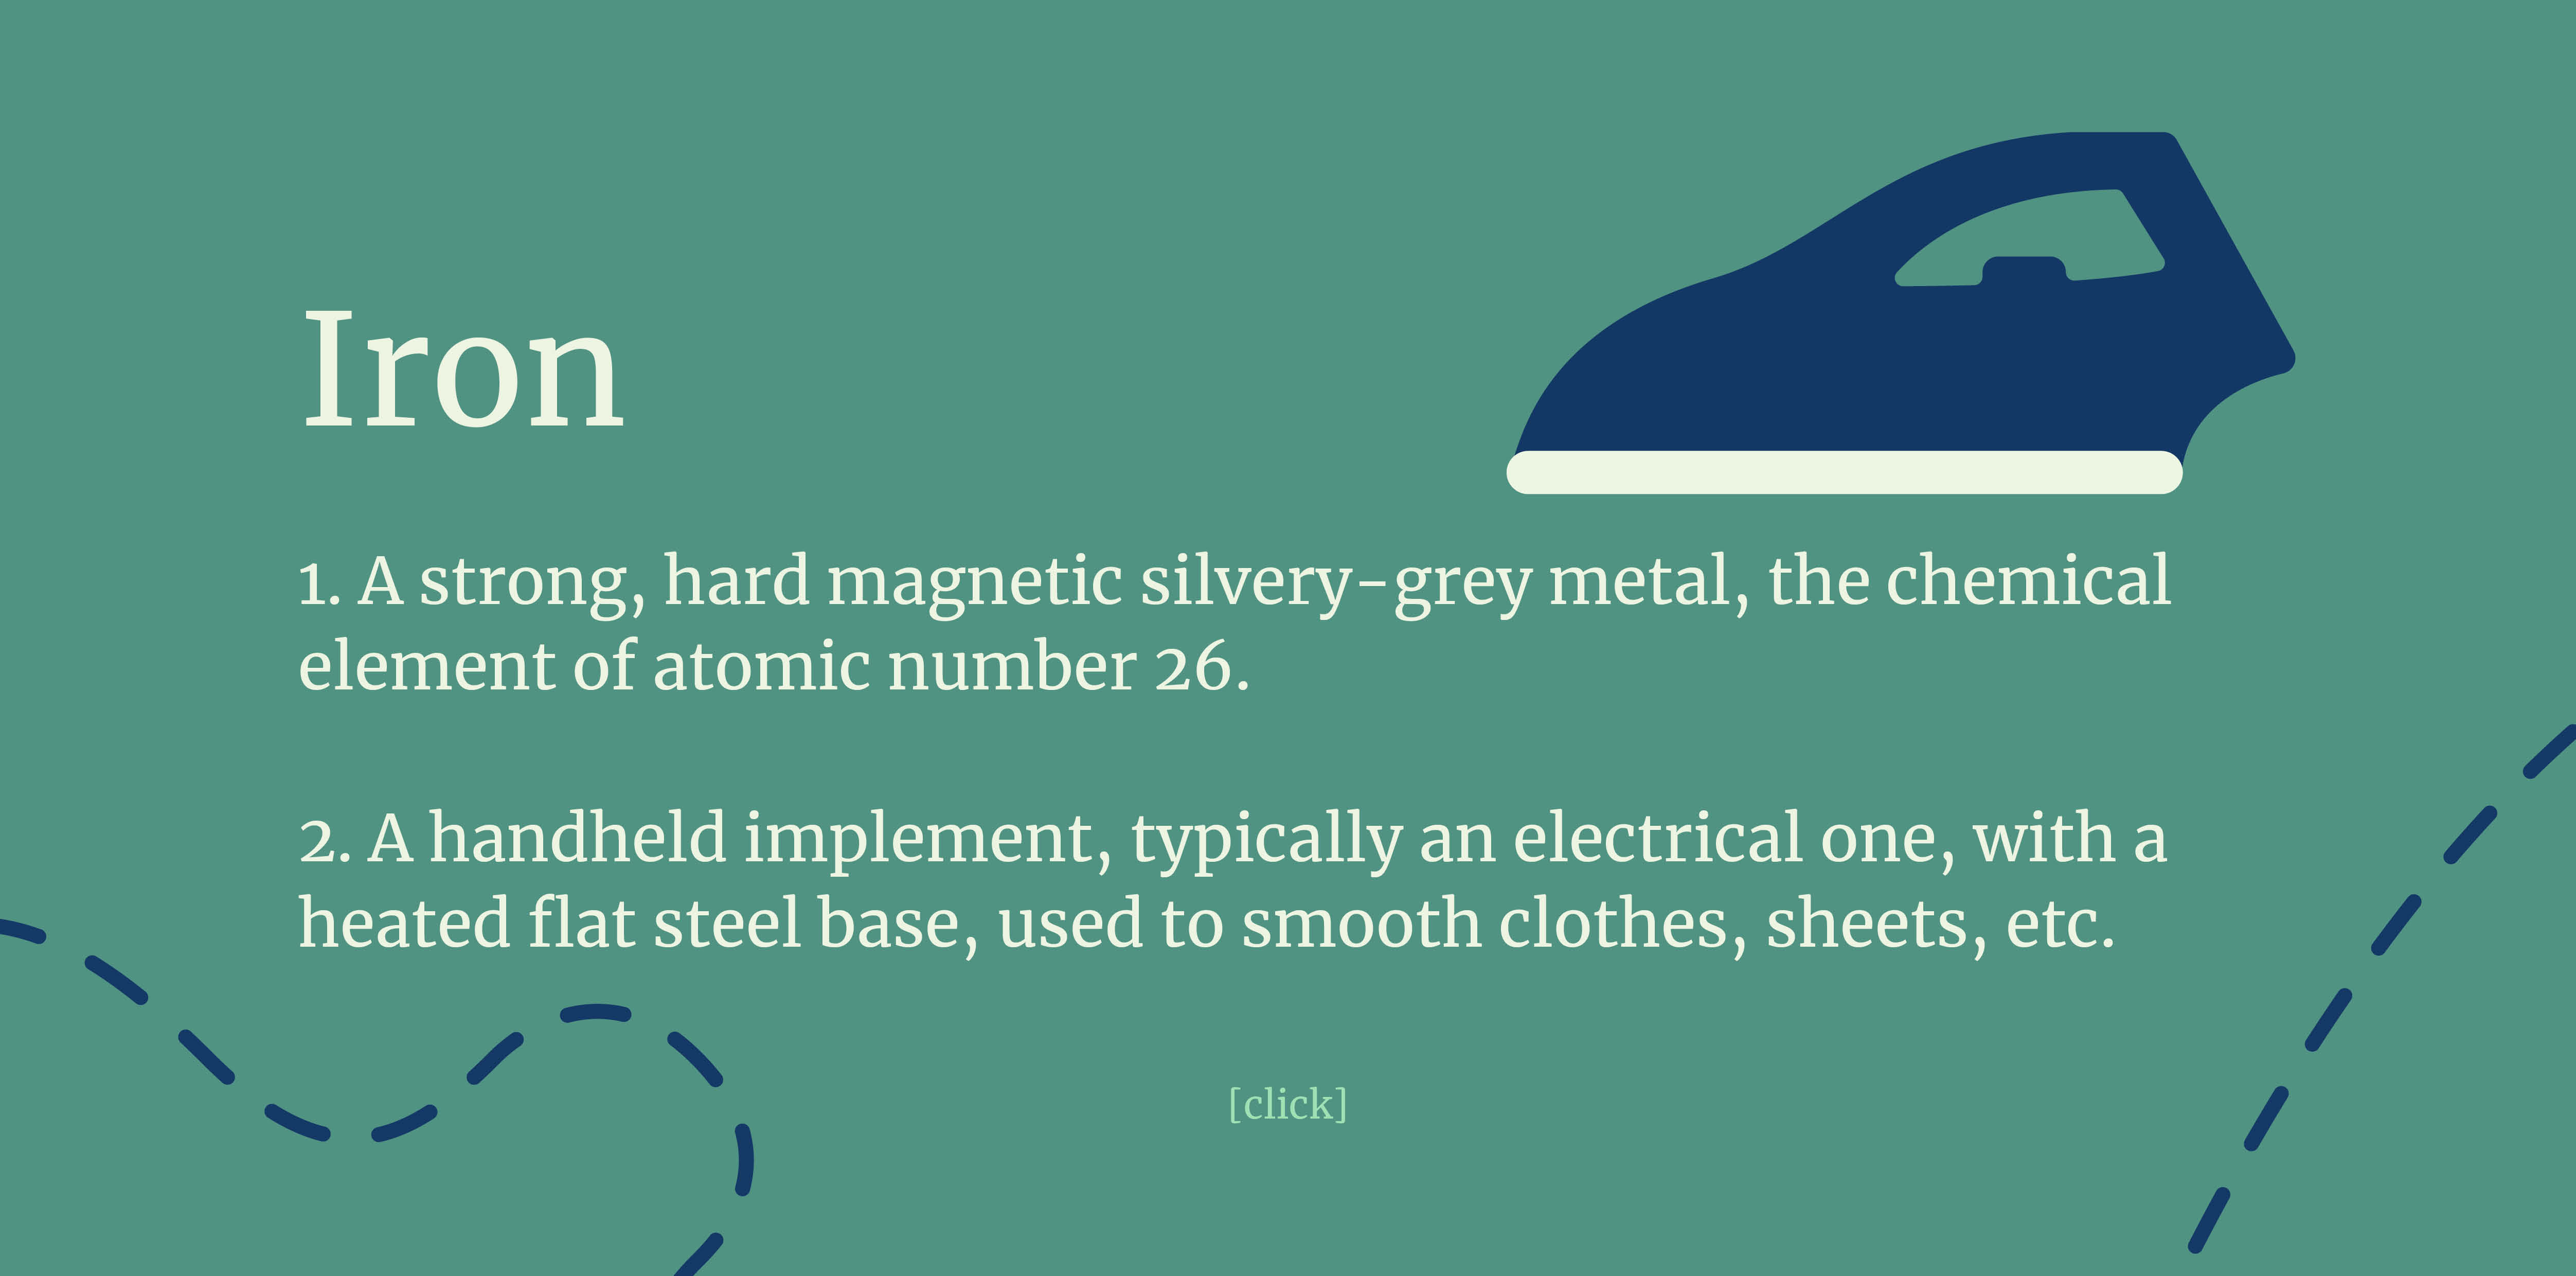 Iron
1. A strong, hard magnetic silvery-grey metal, the chemical
element of atomic number 26.
2. A handheld implement, typically an electrical one, with a
heated flat steel base, used to smooth clothes, sheets, etc.
[click]